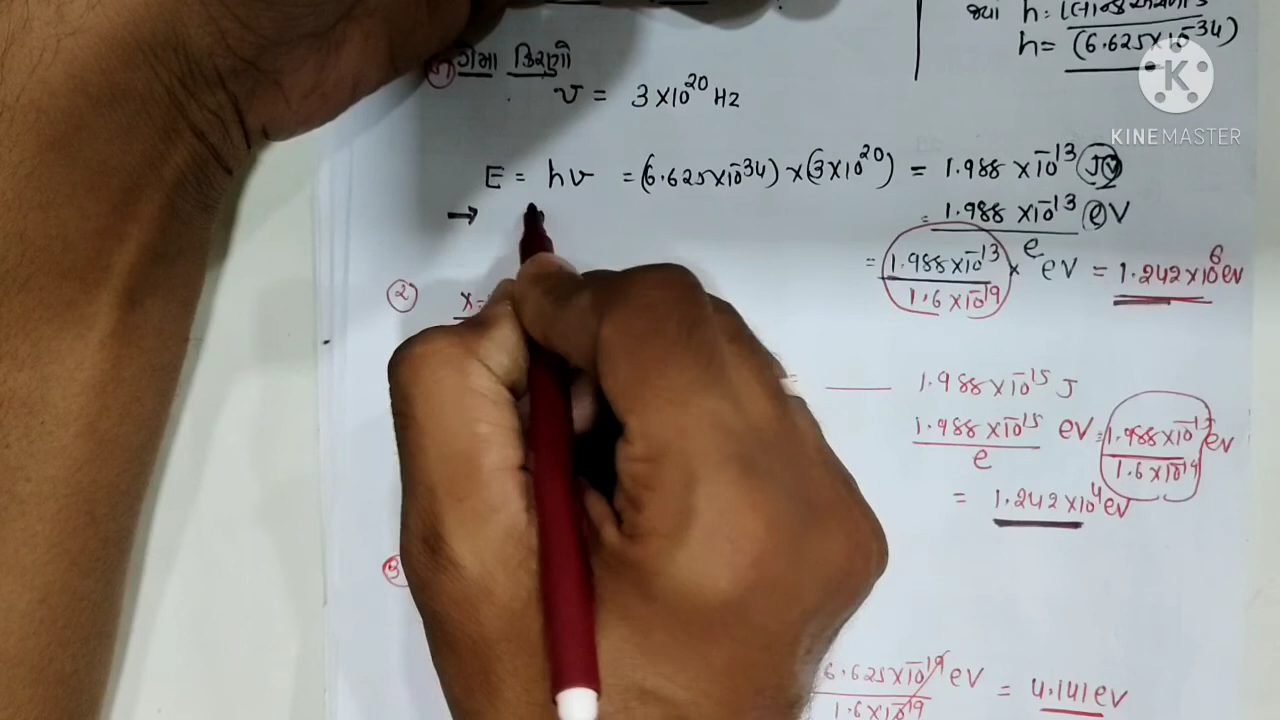 જ્યાં h =
h = (6.625×10⁻³⁴)
K
KINEMASTER
ગેમા કિરણો
ν = 3×10²⁰ Hz
E = hν = (6.625×10⁻³⁴) × (3×10²⁰) = 1.988 ×10⁻¹³ J
→ = 1.988 ×10⁻¹³ / e eV
= 1.988×10⁻¹³ / 1.6×10⁻¹⁹ × eV = 1.242×10⁶ eV
② x-
= —— 1.988×10⁻¹⁵ J
1.988×10⁻¹⁵ / e eV = 1.988×10⁻¹⁵ / 1.6×10⁻¹⁹ eV
= 1.242×10⁴ eV
6.625×10⁻¹⁹ / 1.6×10⁻¹⁹ eV = 4.141 eV